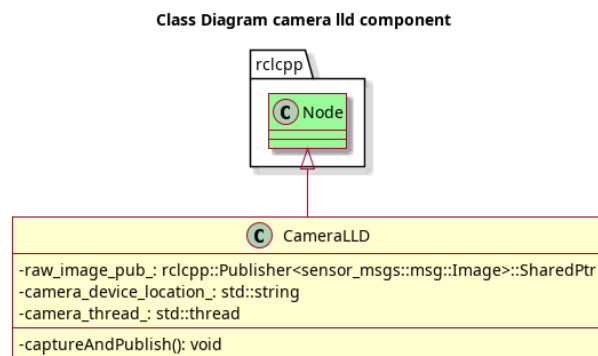 Class Diagram camera lld component
rclcpp
C Node
C CameraLLD
-raw_image_pub_: rclcpp::Publisher<sensor_msgs::msg::Image>::SharedPtr
-camera_device_location_: std::string
-camera_thread_: std::thread
-captureAndPublish(): void